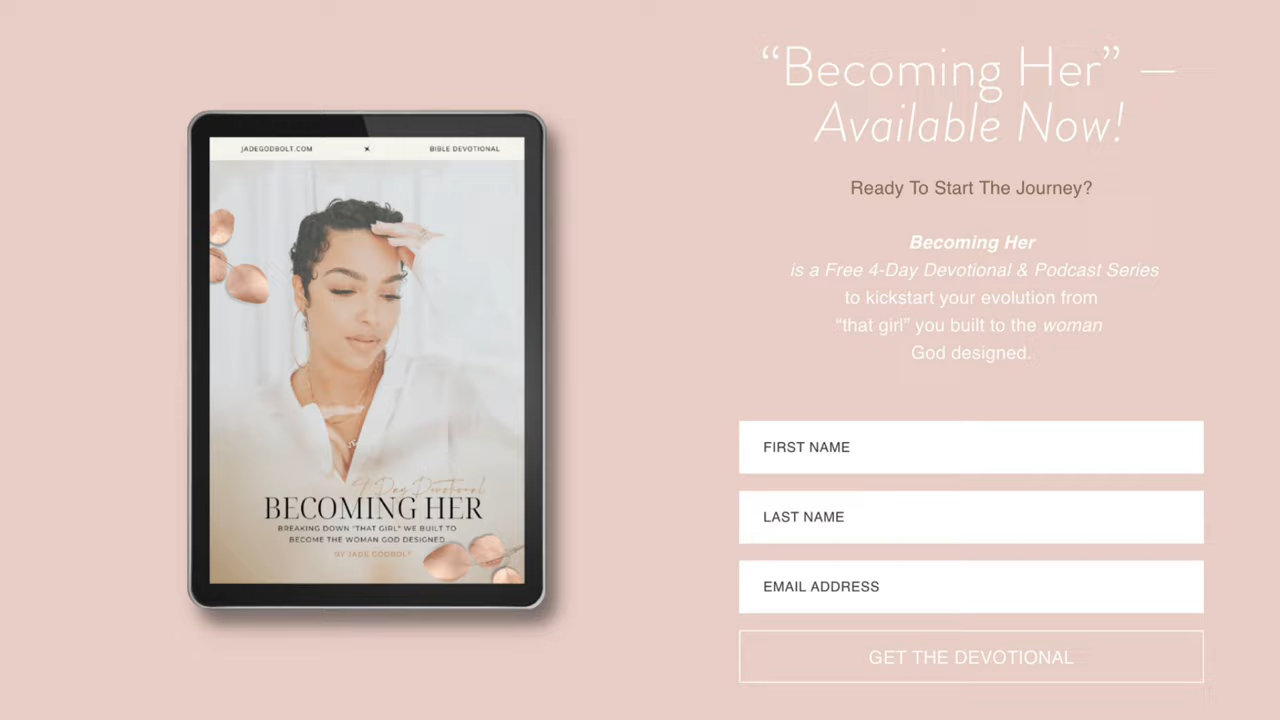 JADEGODBOLT.COM
BIBLE DEVOTIONAL
4 Day Devotional
BECOMING HER
BREAKING DOWN "THAT GIRL" WE BUILT TO
BECOME THE WOMAN GOD DESIGNED
BY JADE GODBOLT
“Becoming Her” —
Available Now!
Ready To Start The Journey?
Becoming Her
is a Free 4-Day Devotional & Podcast Series
to kickstart your evolution from
“that girl” you built to the woman
God designed.
FIRST NAME
LAST NAME
EMAIL ADDRESS
GET THE DEVOTIONAL